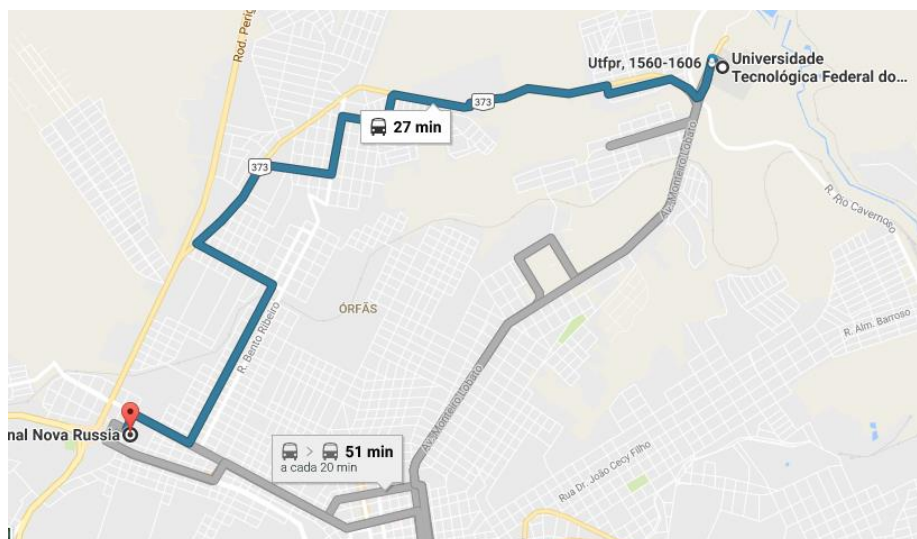 Rod. Perig
Utfpr, 1560-1606
Universidade
Tecnológica Federal do...
373
27 min
373
Av. Monteiro Lobato
R. Rio Cavernoso
R. Bento Ribeiro
ÓRFÃS
R. Alm. Barroso
Av. Monteiro Lobato
nal Nova Russia
51 min
a cada 20 min
Rua Dr. João Cecy Filho